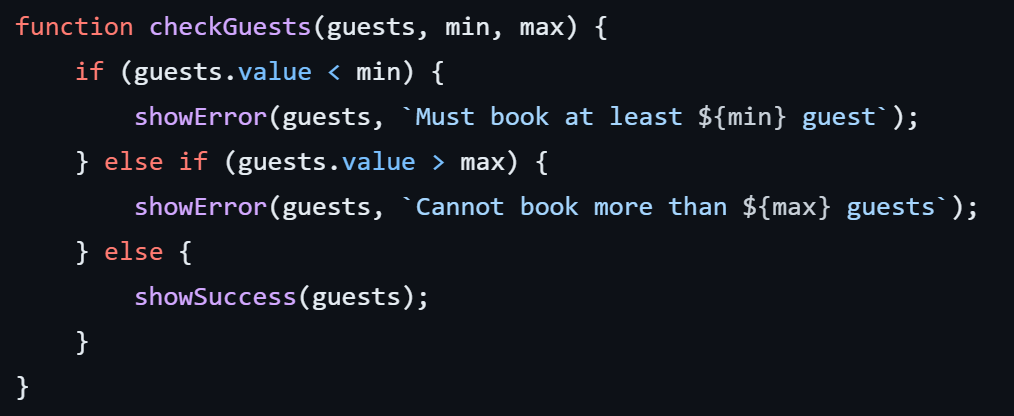 function checkGuests(guests, min, max) {
    if (guests.value < min) {
        showError(guests, `Must book at least ${min} guest`);
    } else if (guests.value > max) {
        showError(guests, `Cannot book more than ${max} guests`);
    } else {
        showSuccess(guests);
    }
}